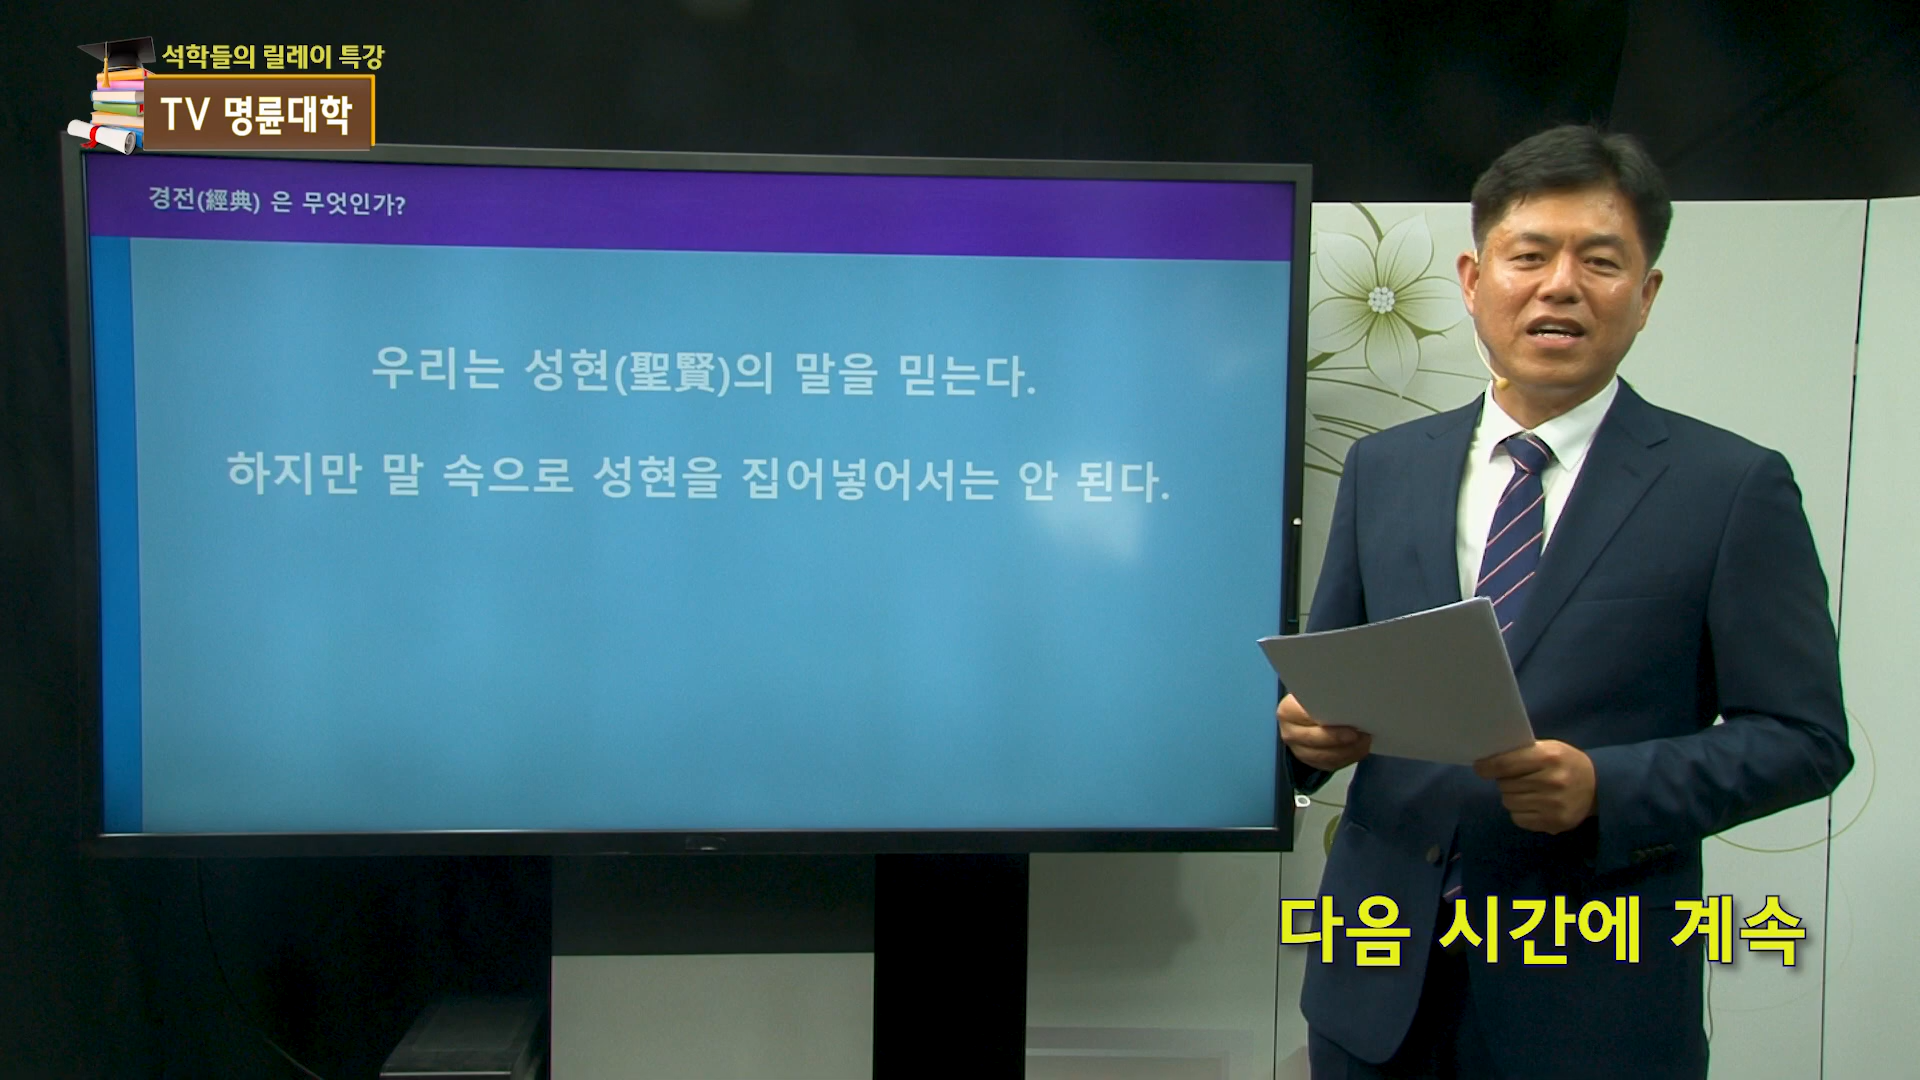 석학들의 릴레이 특강
TV 명륜대학
경전(經典) 은 무엇인가?
우리는 성현(聖賢)의 말을 믿는다.
하지만 말 속으로 성현을 집어넣어서는 안 된다.
다음 시간에 계속